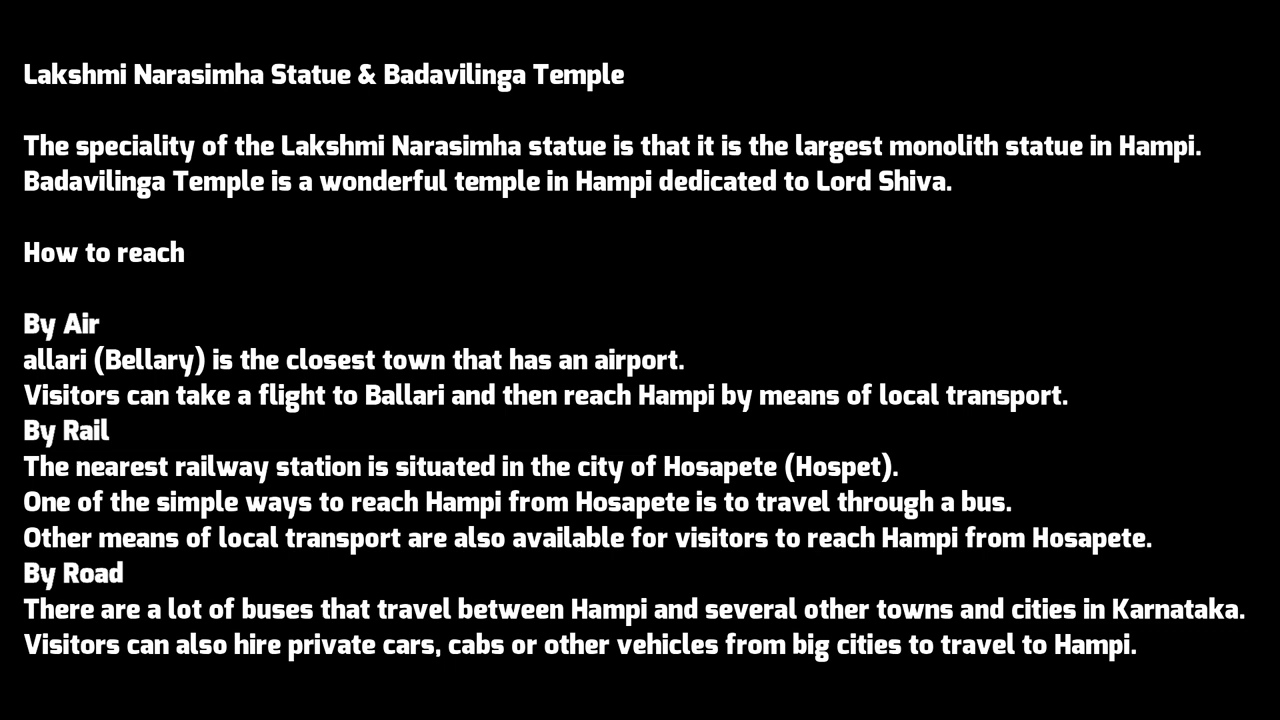 Lakshmi Narasimha Statue & Badavilinga Temple
The speciality of the Lakshmi Narasimha statue is that it is the largest monolith statue in Hampi.
Badavilinga Temple is a wonderful temple in Hampi dedicated to Lord Shiva.
How to reach
By Air
allari (Bellary) is the closest town that has an airport.
Visitors can take a flight to Ballari and then reach Hampi by means of local transport.
By Rail
The nearest railway station is situated in the city of Hosapete (Hospet).
One of the simple ways to reach Hampi from Hosapete is to travel through a bus.
Other means of local transport are also available for visitors to reach Hampi from Hosapete.
By Road
There are a lot of buses that travel between Hampi and several other towns and cities in Karnataka.
Visitors can also hire private cars, cabs or other vehicles from big cities to travel to Hampi.